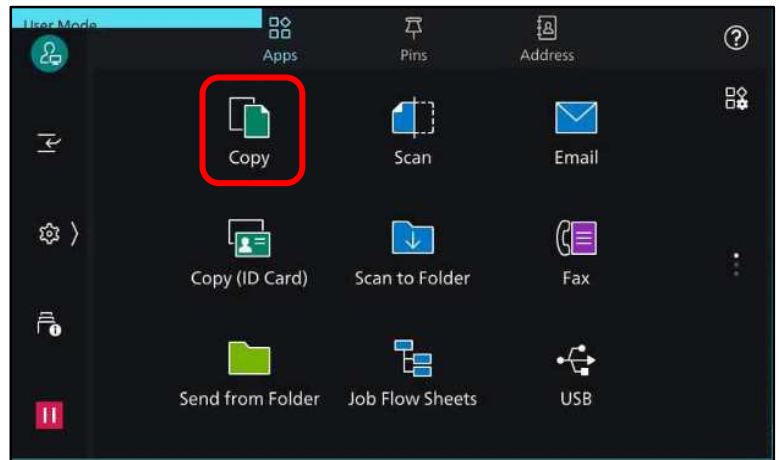 User Mode
Apps
Pins
Address
Copy
Scan
Email
Copy (ID Card)
Scan to Folder
Fax
Send from Folder
Job Flow Sheets
USB